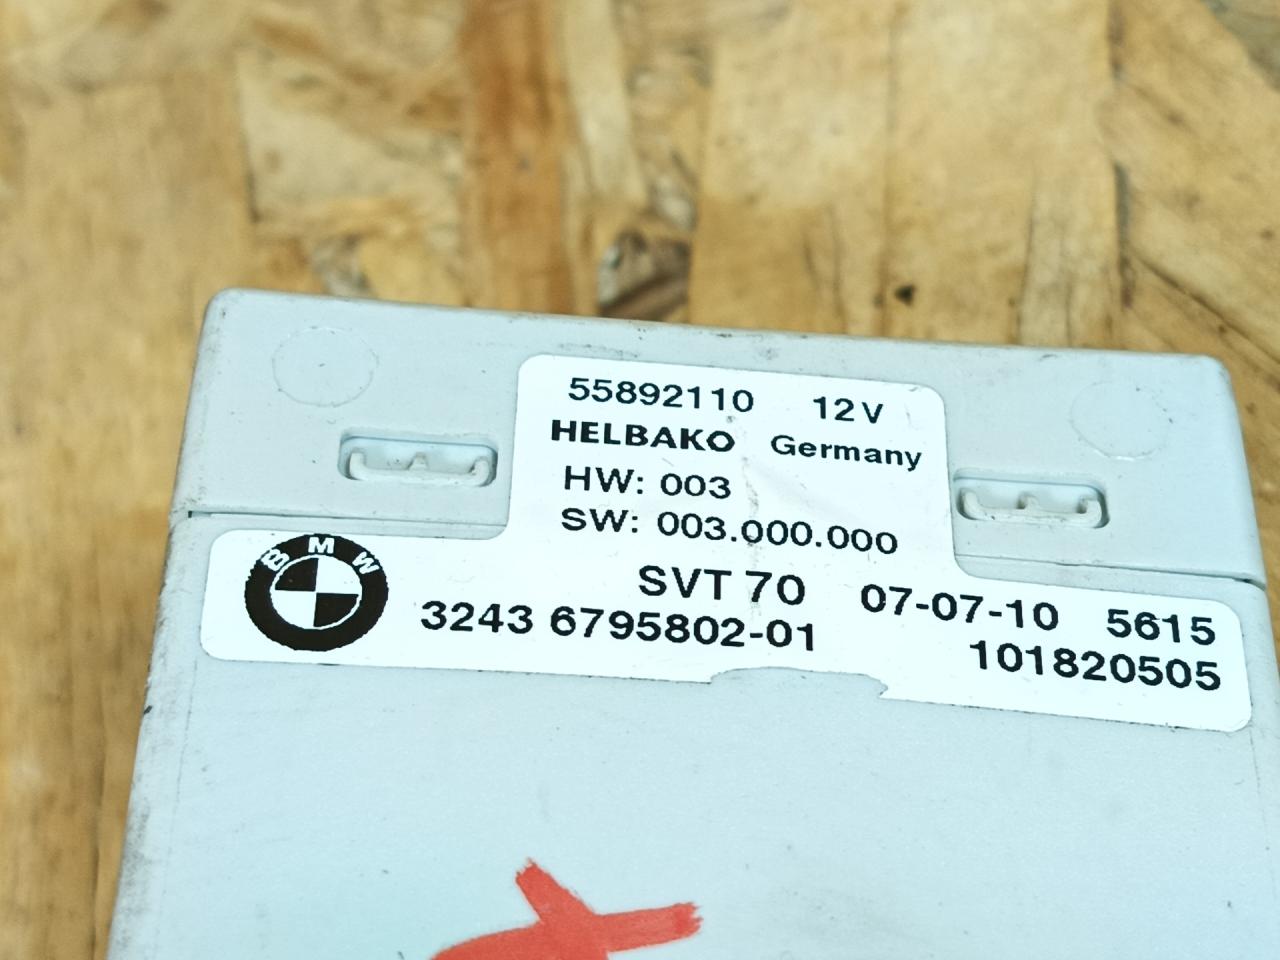 55892110 12V
HELBAKO Germany
HW: 003
SW: 003.000.000
BMW
SVT 70 07-07-10 5615
3243 6795802-01 101820505